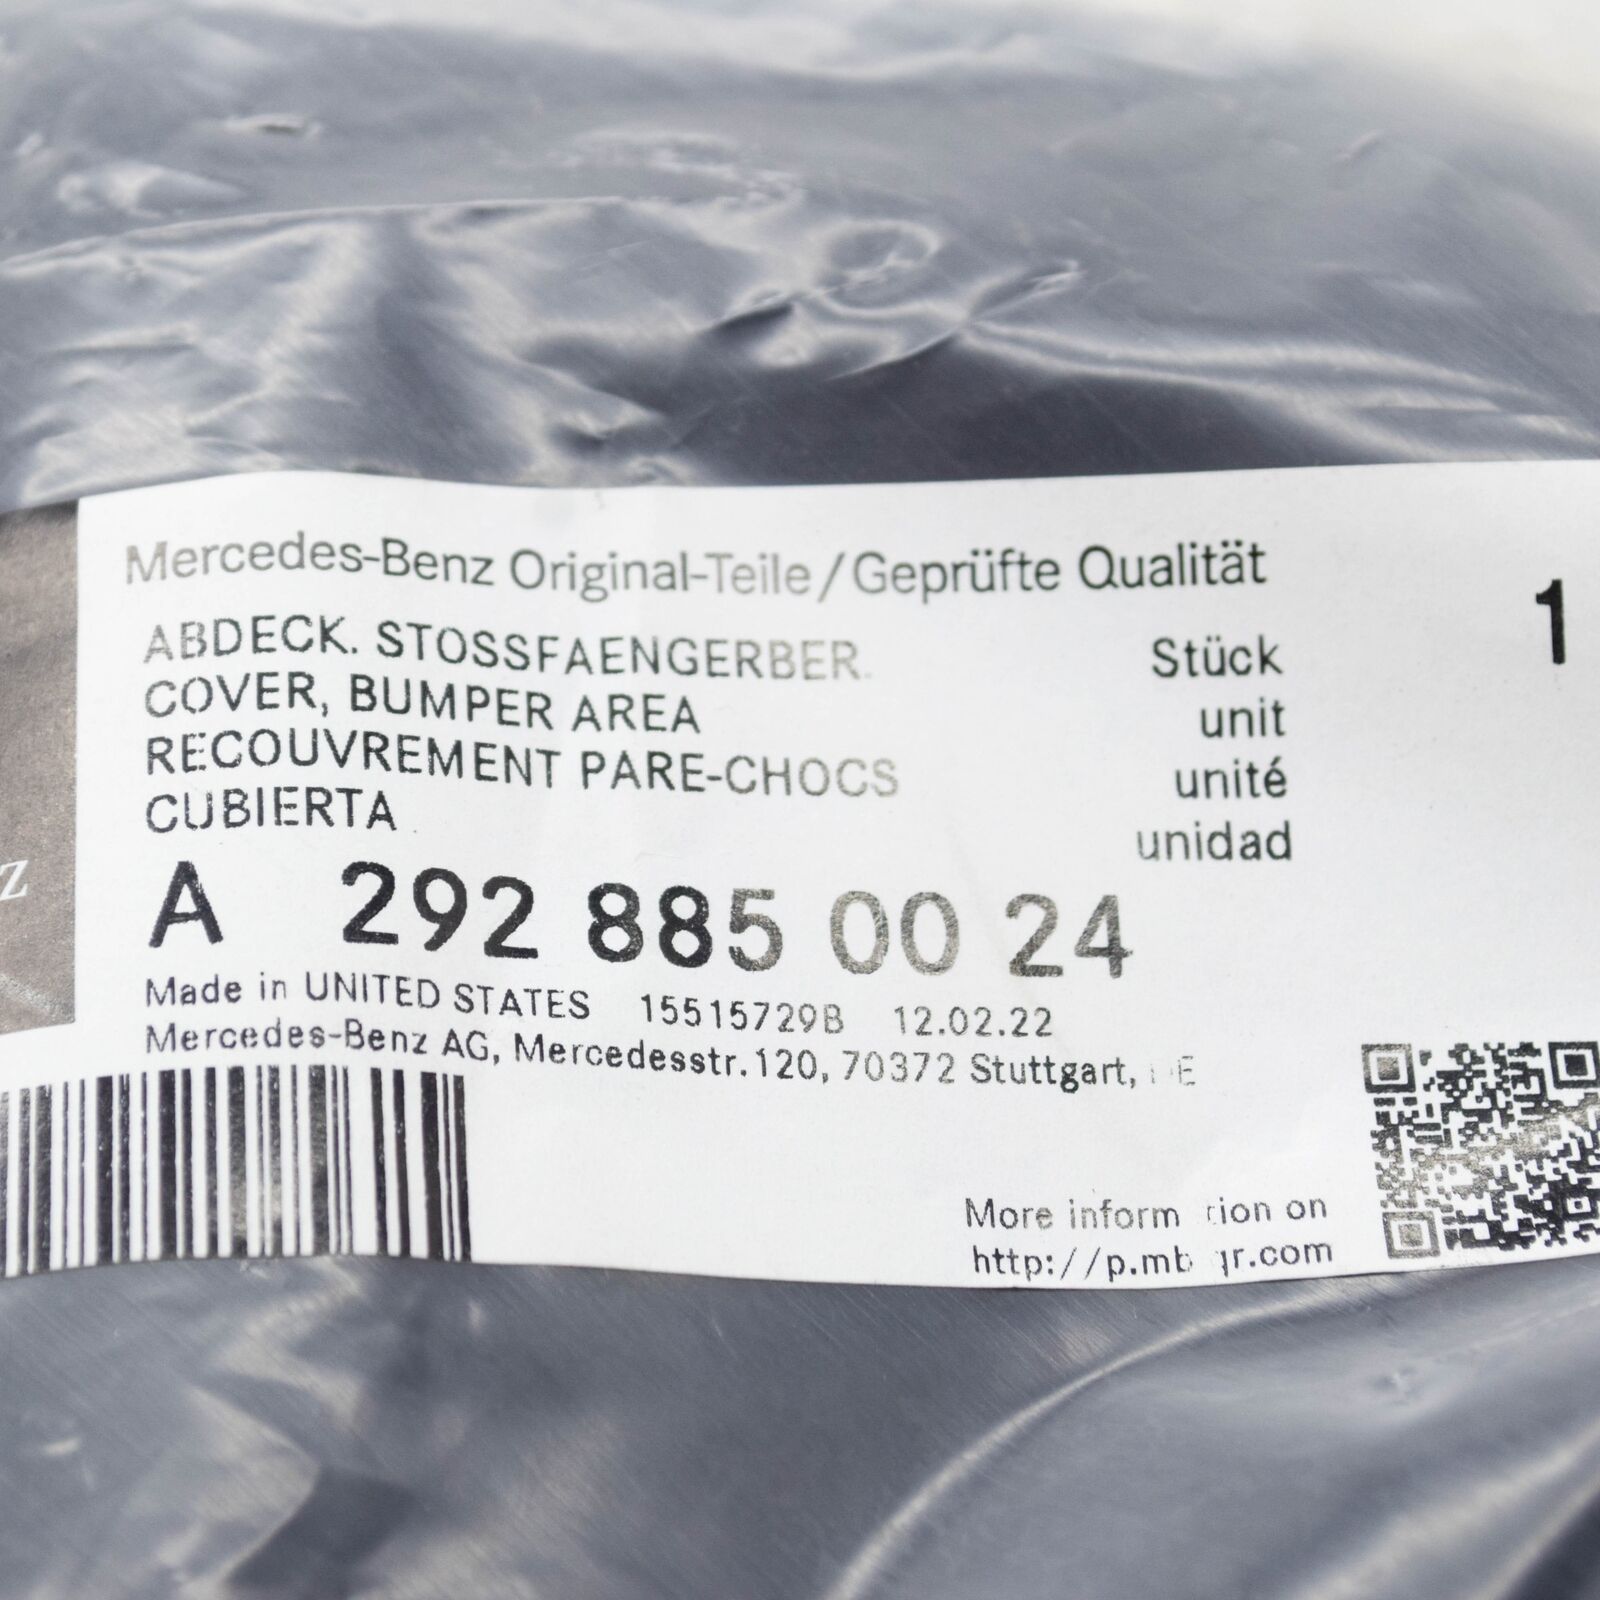 Mercedes-Benz Original-Teile/Geprüfte Qualität
ABDECK. STOSSFAENGERBER. Stück 1
COVER, BUMPER AREA unit
RECOUVREMENT PARE-CHOCS unité
CUBIERTA unidad
z
A 292 885 00 24
Made in UNITED STATES 15515729B 12.02.22
Mercedes-Benz AG, Mercedesstr.120, 70372 Stuttgart,
More on